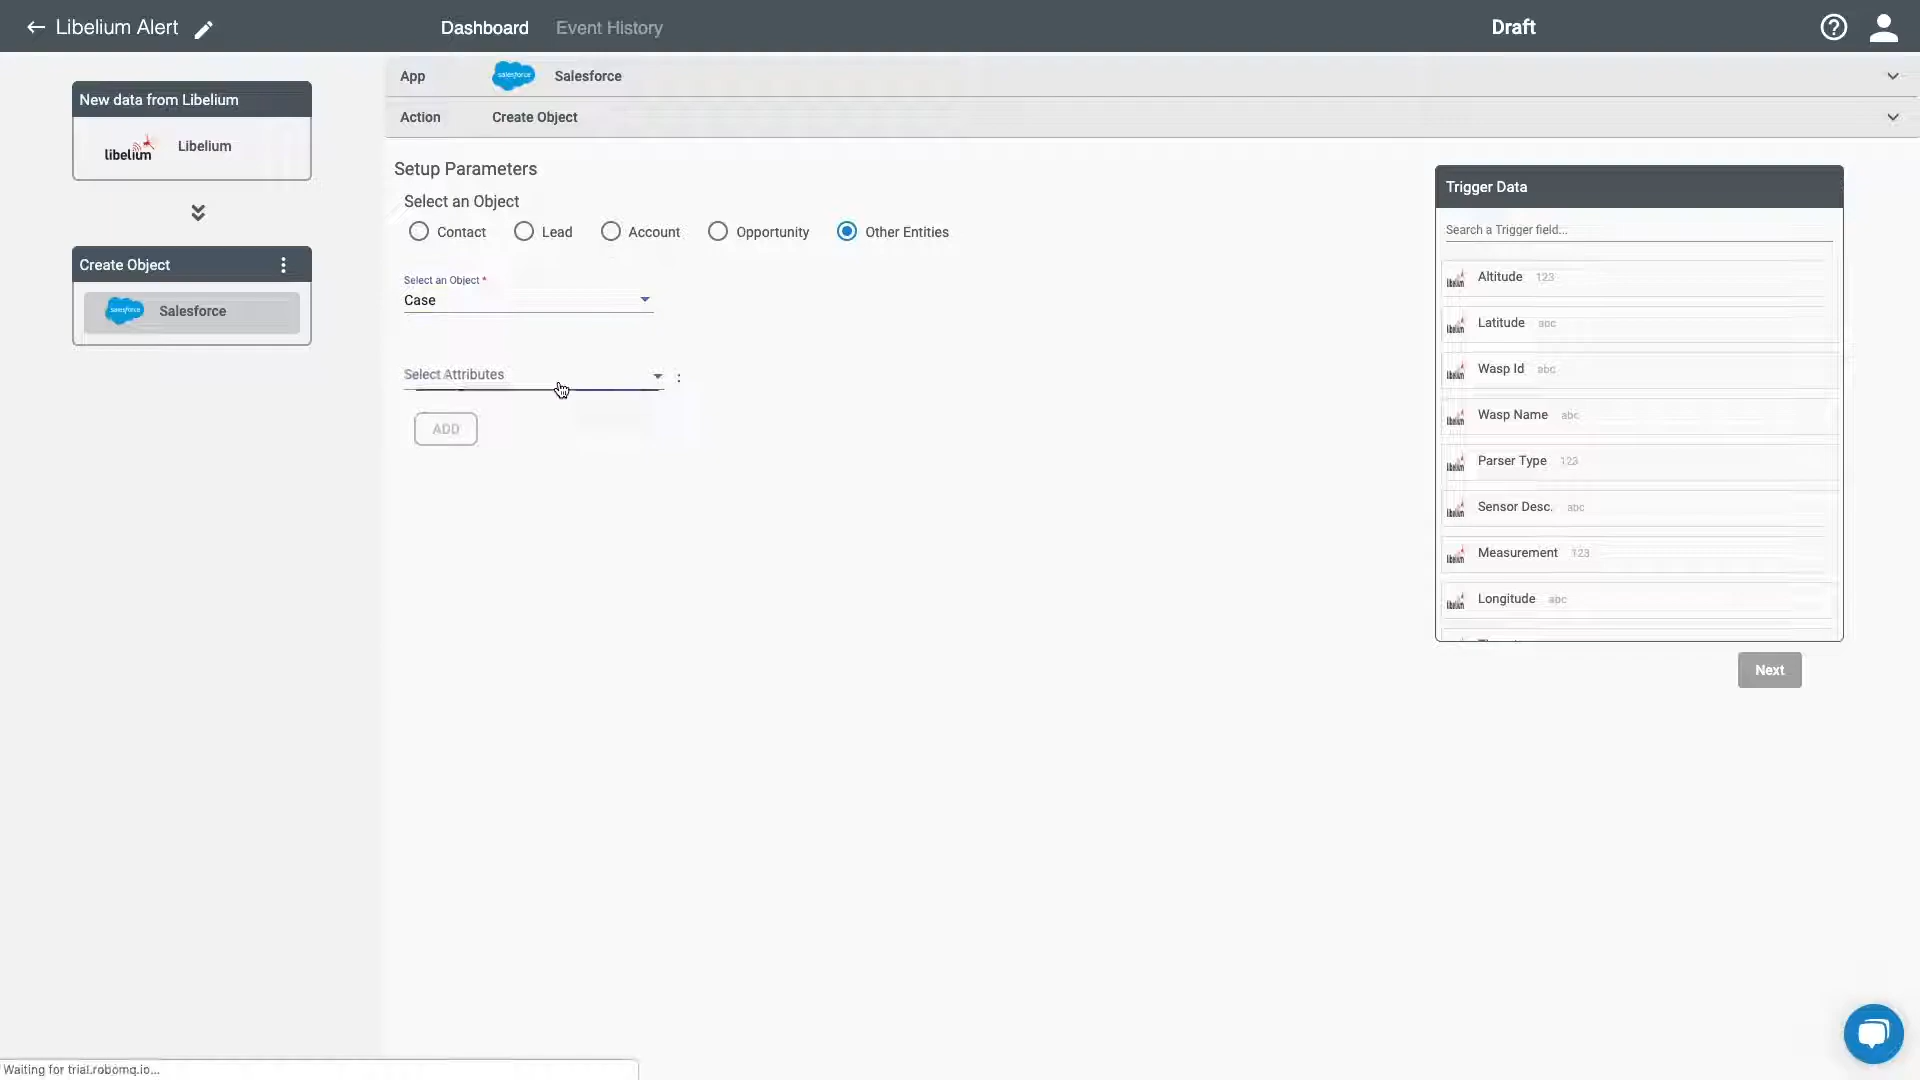 Libelium Alert
Dashboard
Event History
Draft
New data from Libelium
libelium
Libelium
Create Object
salesforce
Salesforce
App
salesforce
Salesforce
Action
Create Object
Setup Parameters
Select an Object
Contact
Lead
Account
Opportunity
Other Entities
Select an Object *
Case
Select Attributes
:
ADD
Trigger Data
Search a Trigger field...
Altitude 123
Latitude abc
Wasp Id abc
Wasp Name abc
Parser Type 123
Sensor Desc. abc
Measurement 123
Longitude abc
Next
Waiting for trial.robomq.io...